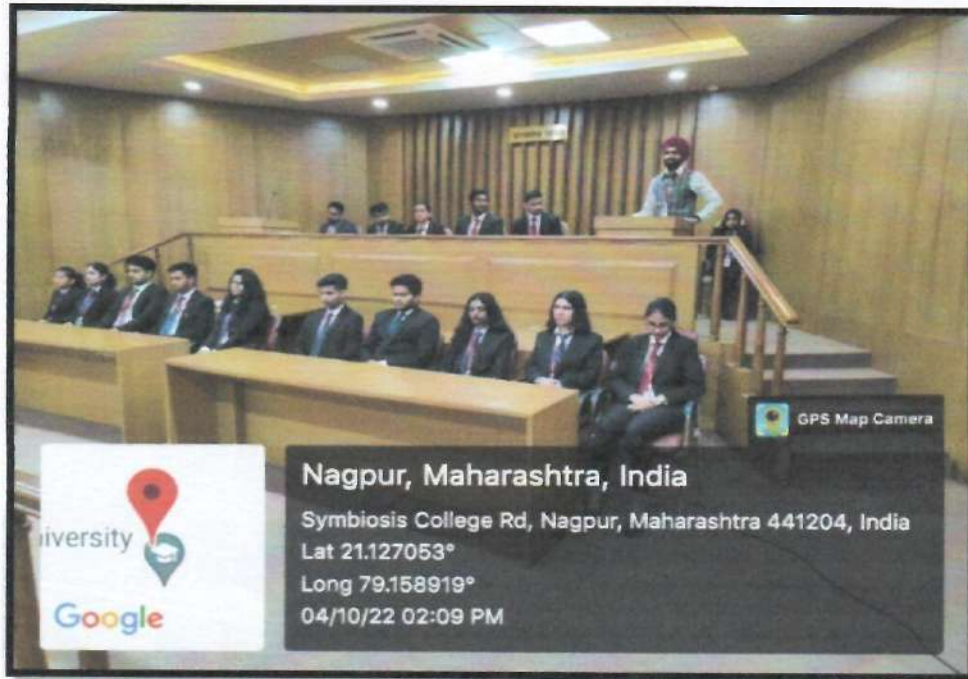 GPS Map Camera
Nagpur, Maharashtra, India
iversity
Symbiosis College Rd, Nagpur, Maharashtra 441204, India
Lat 21.127053°
Long 79.158919°
Google
04/10/22 02:09 PM